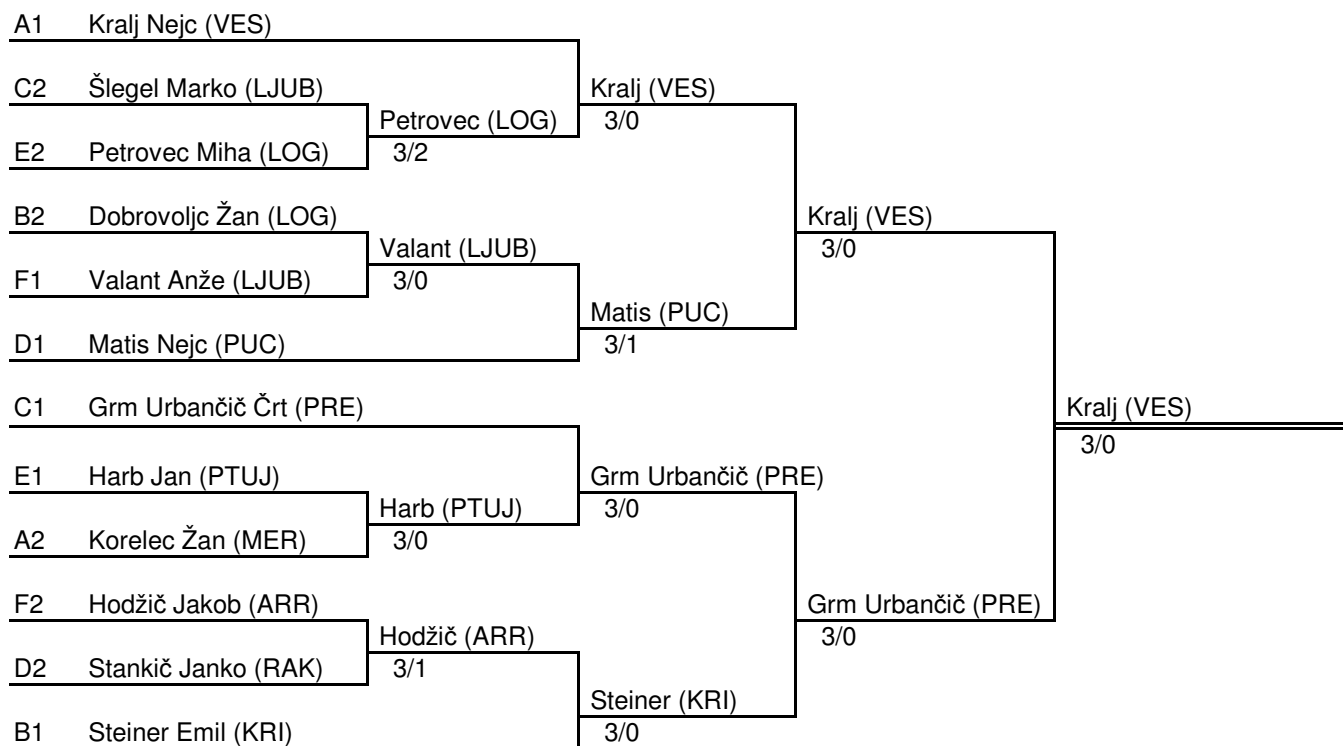 A1 Kralj Nejc (VES)
C2 Šlegel Marko (LJUB) Kralj (VES)
Petrovec (LOG) 3/0
E2 Petrovec Miha (LOG) 3/2
B2 Dobrovoljc Žan (LOG) Kralj (VES)
Valant (LJUB) 3/0
F1 Valant Anže (LJUB) 3/0
Matis (PUC)
D1 Matis Nejc (PUC) 3/1
C1 Grm Urbančič Črt (PRE) Kralj (VES)
3/0
E1 Harb Jan (PTUJ) Grm Urbančič (PRE)
Harb (PTUJ) 3/0
A2 Korelec Žan (MER) 3/0
F2 Hodžič Jakob (ARR) Grm Urbančič (PRE)
Hodžič (ARR) 3/0
D2 Stankič Janko (RAK) 3/1
Steiner (KRI)
B1 Steiner Emil (KRI) 3/0